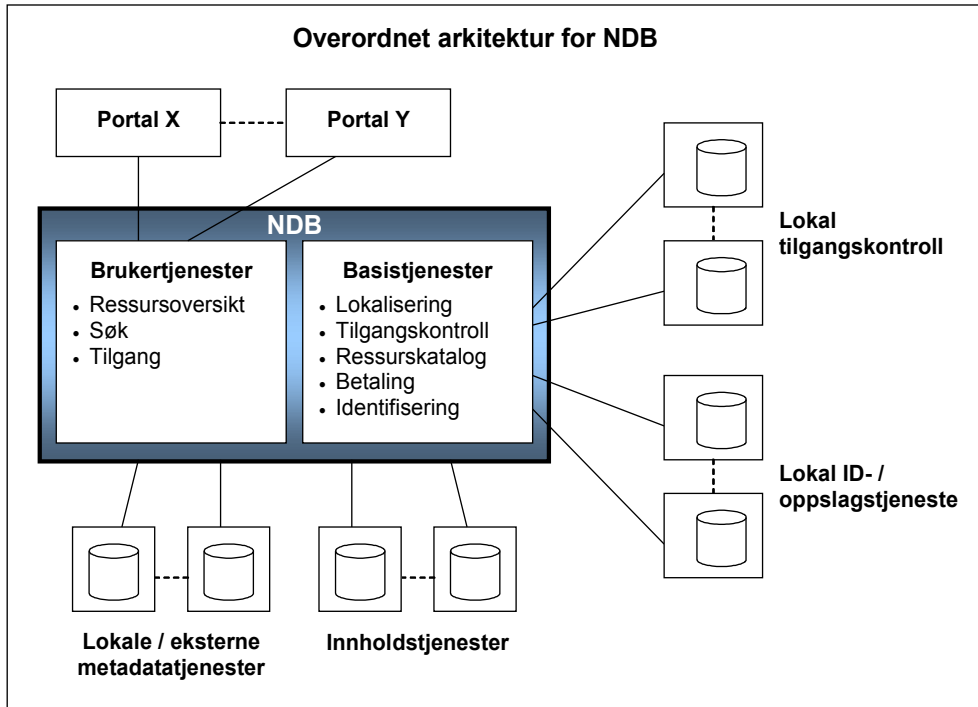 Overordnet arkitektur for NDB
Portal X
Portal Y
NDB
Brukertjenester
• Ressursoversikt
• Søk
• Tilgang
Basistjenester
• Lokalisering
• Tilgangskontroll
• Ressurskatalog
• Betaling
• Identifisering
Lokal
tilgangskontroll
Lokal ID- /
oppslagstjeneste
Lokale / eksterne
metadatatjenester
Innholdstjenester